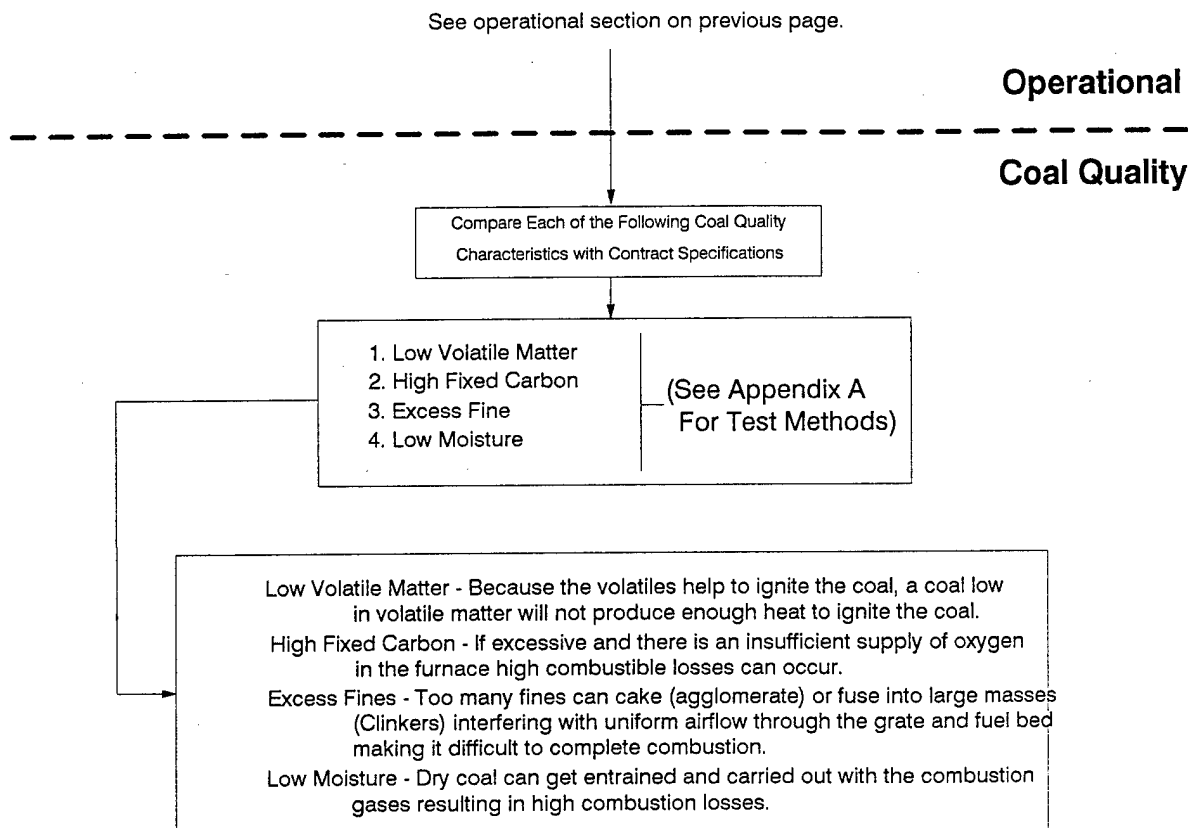 See operational section on previous page.
Operational
Coal Quality
Compare Each of the Following Coal Quality
Characteristics with Contract Specifications
1. Low Volatile Matter
2. High Fixed Carbon
3. Excess Fine
4. Low Moisture
(See Appendix A
For Test Methods)
Low Volatile Matter - Because the volatiles help to ignite the coal, a coal low
in volatile matter will not produce enough heat to ignite the coal.
High Fixed Carbon - If excessive and there is an insufficient supply of oxygen
in the furnace high combustible losses can occur.
Excess Fines - Too many fines can cake (agglomerate) or fuse into large masses
(Clinkers) interfering with uniform airflow through the grate and fuel bed
making it difficult to complete combustion.
Low Moisture - Dry coal can get entrained and carried out with the combustion
gases resulting in high combustion losses.